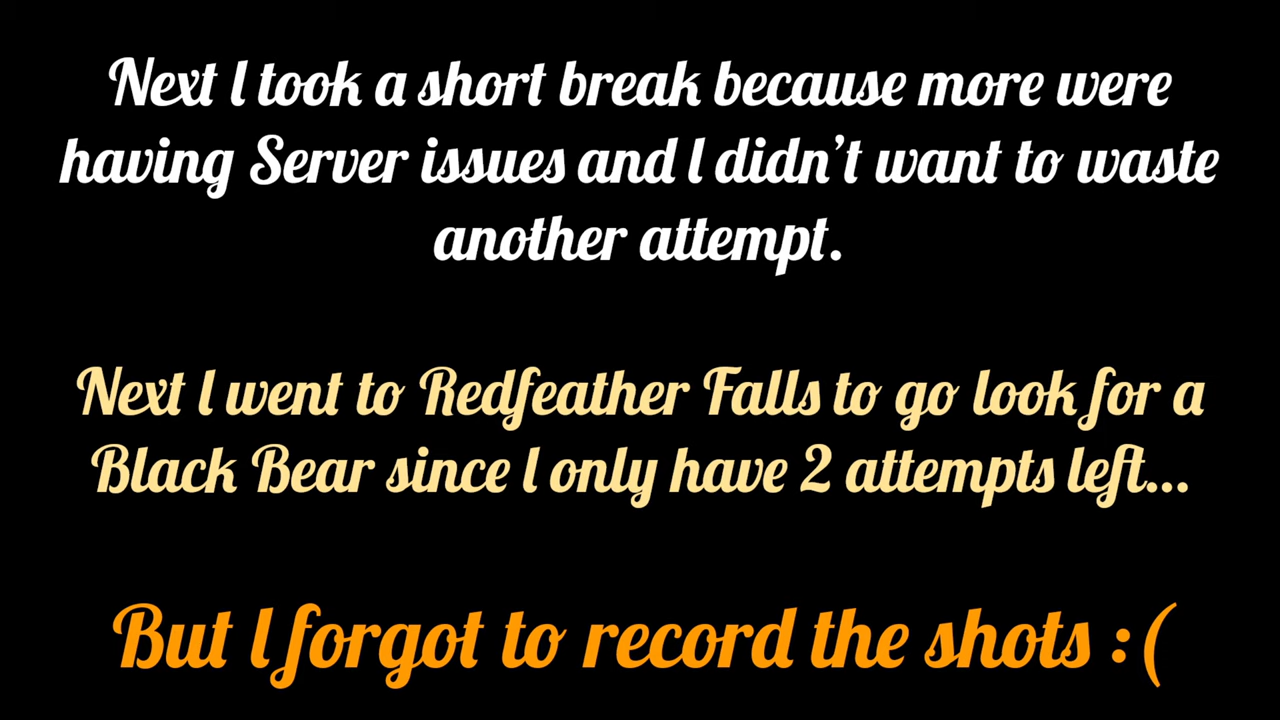 Next I took a short break because more were
having Server issues and I didn’t want to waste
another attempt.
Next I went to Redfeather Falls to go look for a
Black Bear since I only have 2 attempts left...
But I forgot to record the shots :(